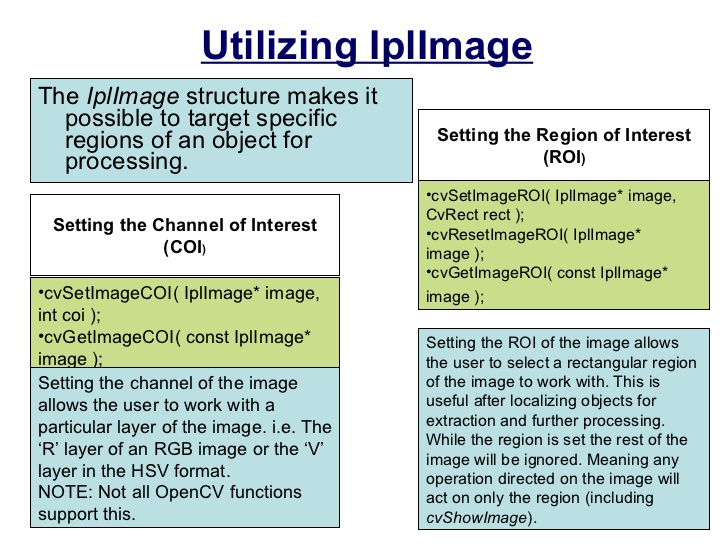 Utilizing IplImage
The IplImage structure makes it
possible to target specific
regions of an object for
processing.
Setting the Channel of Interest
(COI)
•cvSetImageCOI( IplImage* image,
int coi );
•cvGetImageCOI( const IplImage*
image );
Setting the channel of the image
allows the user to work with a
particular layer of the image. i.e. The
‘R’ layer of an RGB image or the ‘V’
layer in the HSV format.
NOTE: Not all OpenCV functions
support this.
Setting the Region of Interest
(ROI)
•cvSetImageROI( IplImage* image,
CvRect rect );
•cvResetImageROI( IplImage*
image );
•cvGetImageROI( const IplImage*
image );
Setting the ROI of the image allows
the user to select a rectangular region
of the image to work with. This is
useful after localizing objects for
extraction and further processing.
While the region is set the rest of the
image will be ignored. Meaning any
operation directed on the image will
act on only the region (including
cvShowImage).